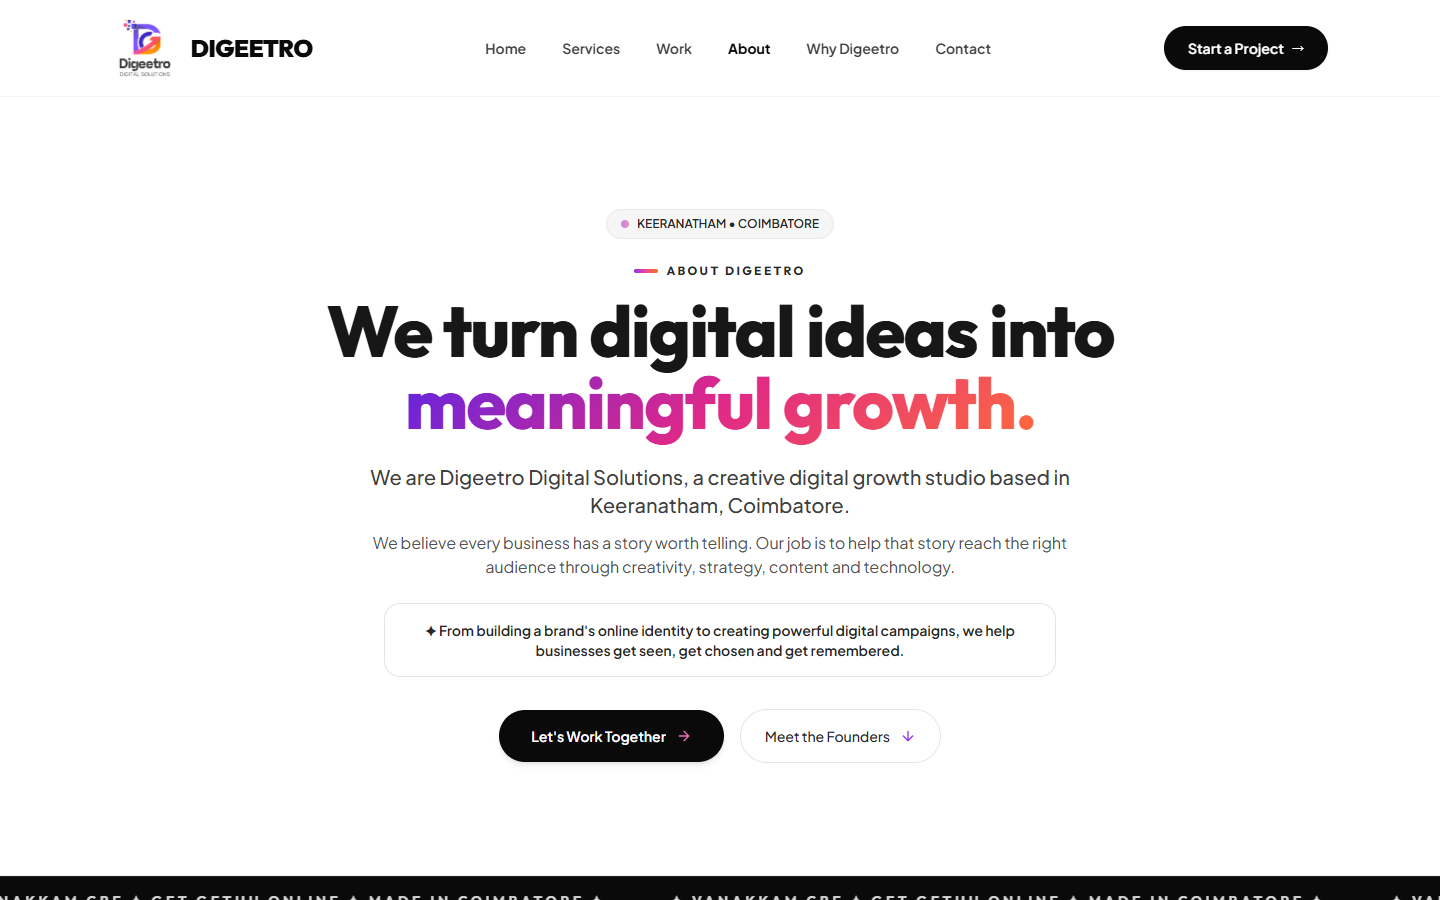 Digeetro
DIGITAL SOLUTIONS
DIGEETRO
Home
Services
Work
About
Why Digeetro
Contact
Start a Project →
KEERANATHAM • COIMBATORE
ABOUT DIGEETRO
We turn digital ideas into
meaningful growth.
We are Digeetro Digital Solutions, a creative digital growth studio based in
Keeranatham, Coimbatore.
We believe every business has a story worth telling. Our job is to help that story reach the right
audience through creativity, strategy, content and technology.
✦ From building a brand's online identity to creating powerful digital campaigns, we help
businesses get seen, get chosen and get remembered.
Let's Work Together →
Meet the Founders ↓
CBE ✦ GET GETHU ONLINE ✦ MADE IN COIMBATORE ✦ ✦ VANAKKAM CBE ✦ GET GETHU ONLINE ✦ MADE IN COIMBATORE ✦ ✦